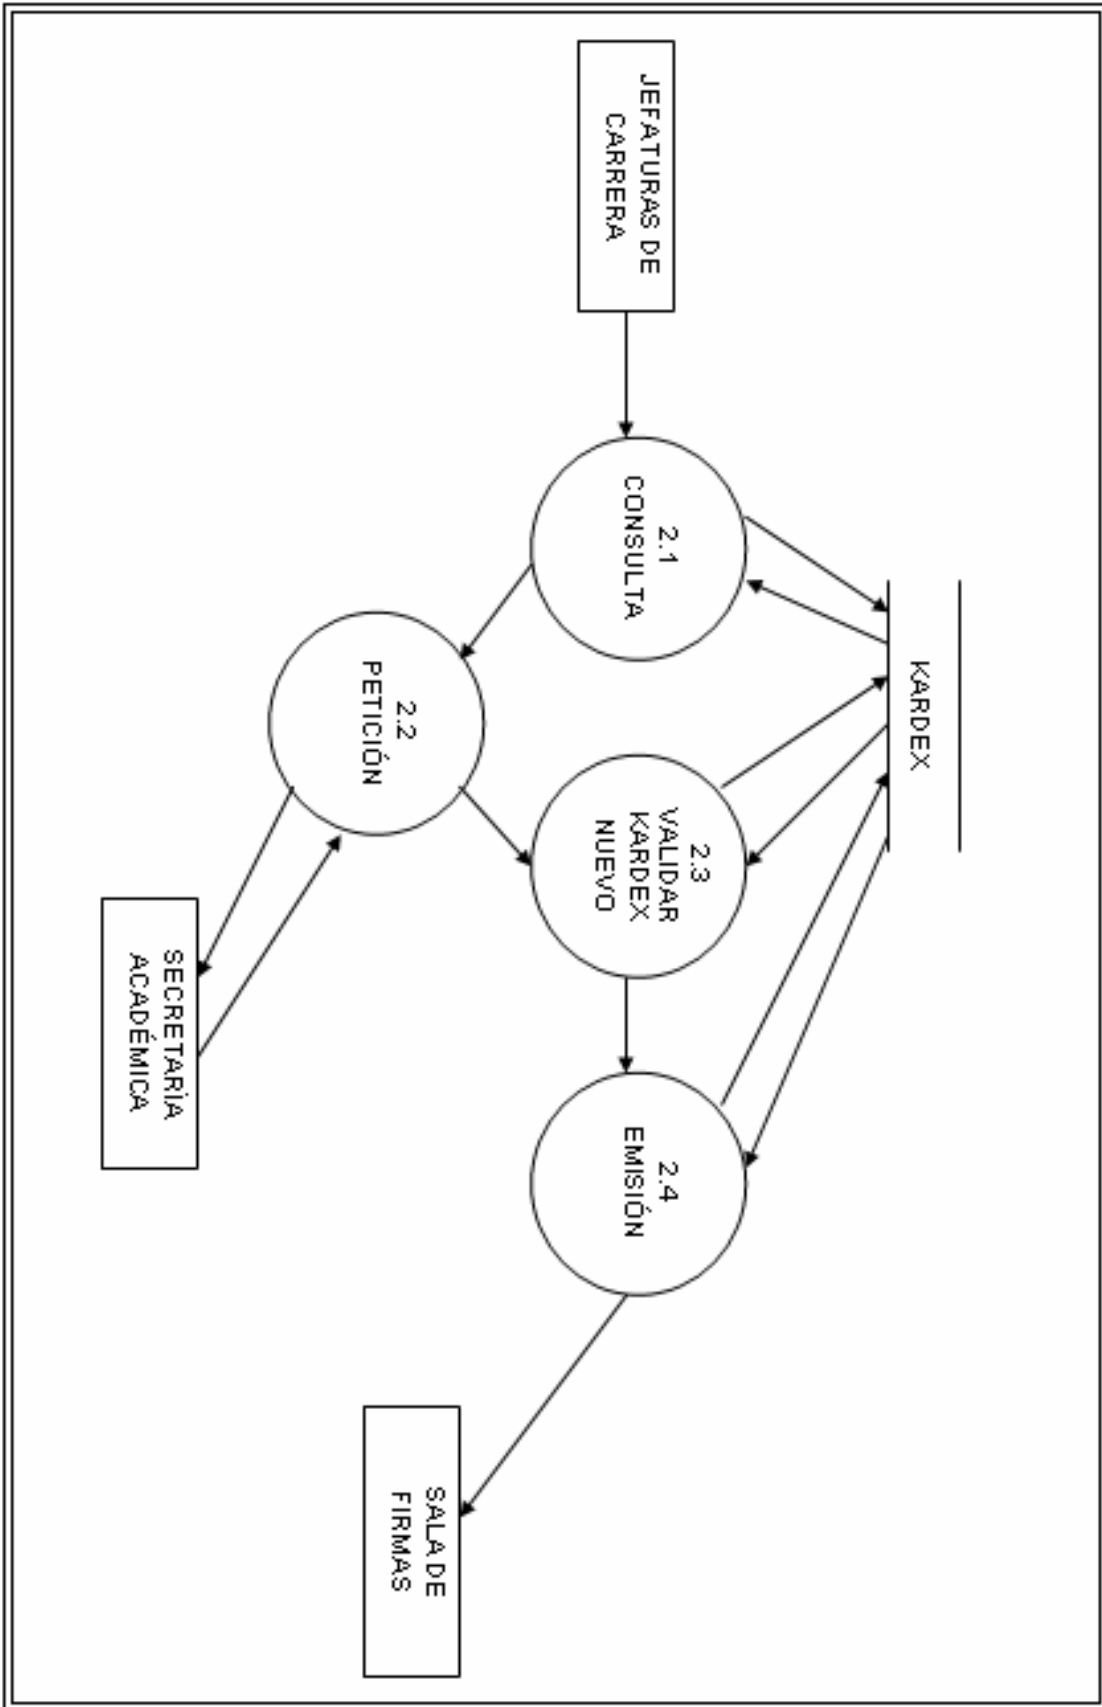 KARDEX
JEFATURAS DE
CARRERA
2.1
CONSULTA
2.3
VALIDAR
KARDEX
NUEVO
2.4
EMISIÓN
2.2
PETICIÓN
SALA DE
FIRMAS
SECRETARÌA
ACADÉMICA